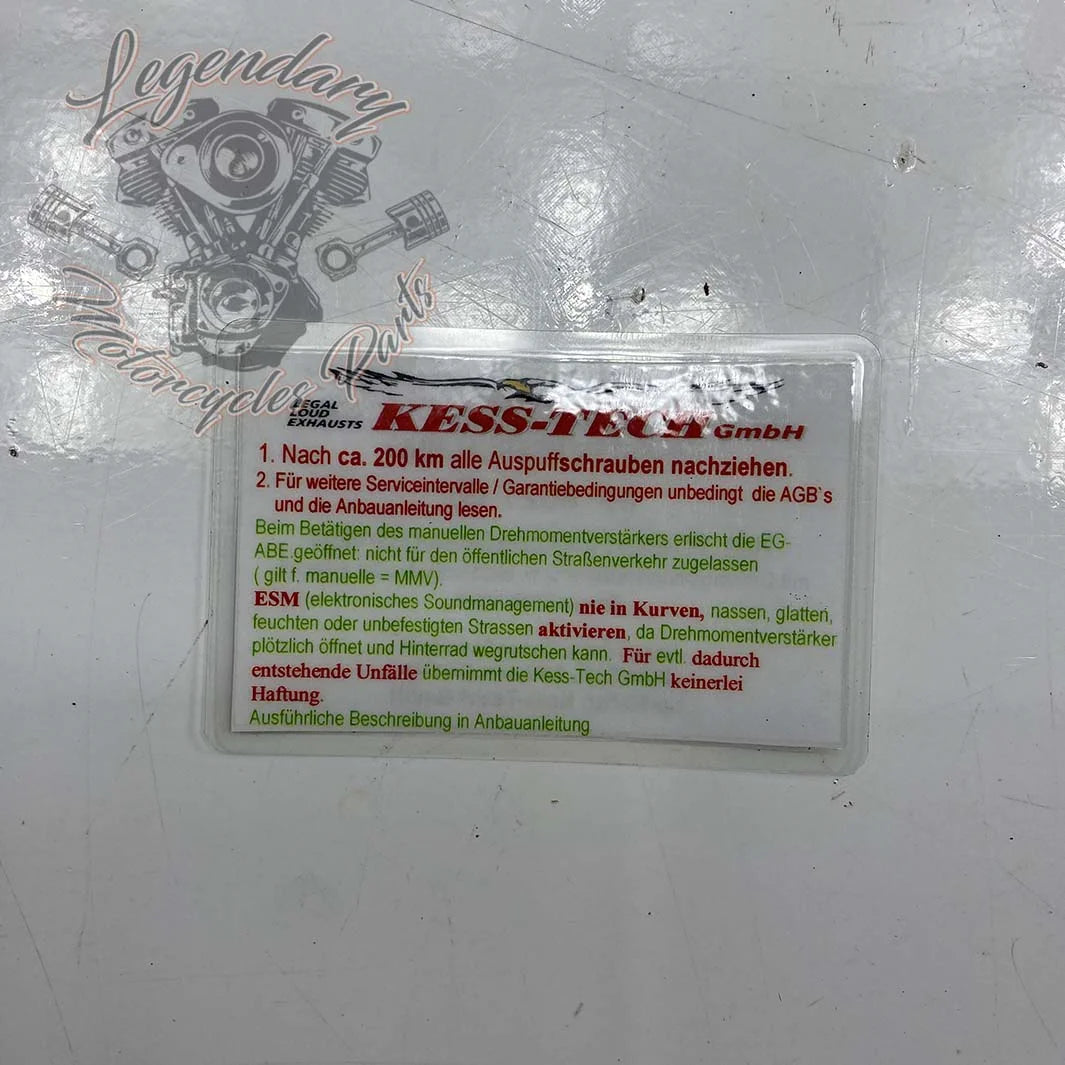 Legendary
Motorcycle Parts
LEGAL
LOUD
EXHAUSTS
KESS-TECH GmbH
1. Nach ca. 200 km alle Auspuffschrauben nachziehen.
2. Für weitere Serviceintervalle / Garantiebedingungen unbedingt die AGB`s
und die Anbauanleitung lesen.
Beim Betätigen des manuellen Drehmomentverstärkers erlischt die EG-
ABE.geöffnet: nicht für den öffentlichen Straßenverkehr zugelassen
( gilt f. manuelle = MMV).
ESM (elektronisches Soundmanagement) nie in Kurven, nassen, glatten,
feuchten oder unbefestigten Strassen aktivieren, da Drehmomentverstärker
plötzlich öffnet und Hinterrad wegrutschen kann. Für evtl. dadurch
entstehende Unfälle übernimmt die Kess-Tech GmbH keinerlei
Haftung.
Ausführliche Beschreibung in Anbauanleitung